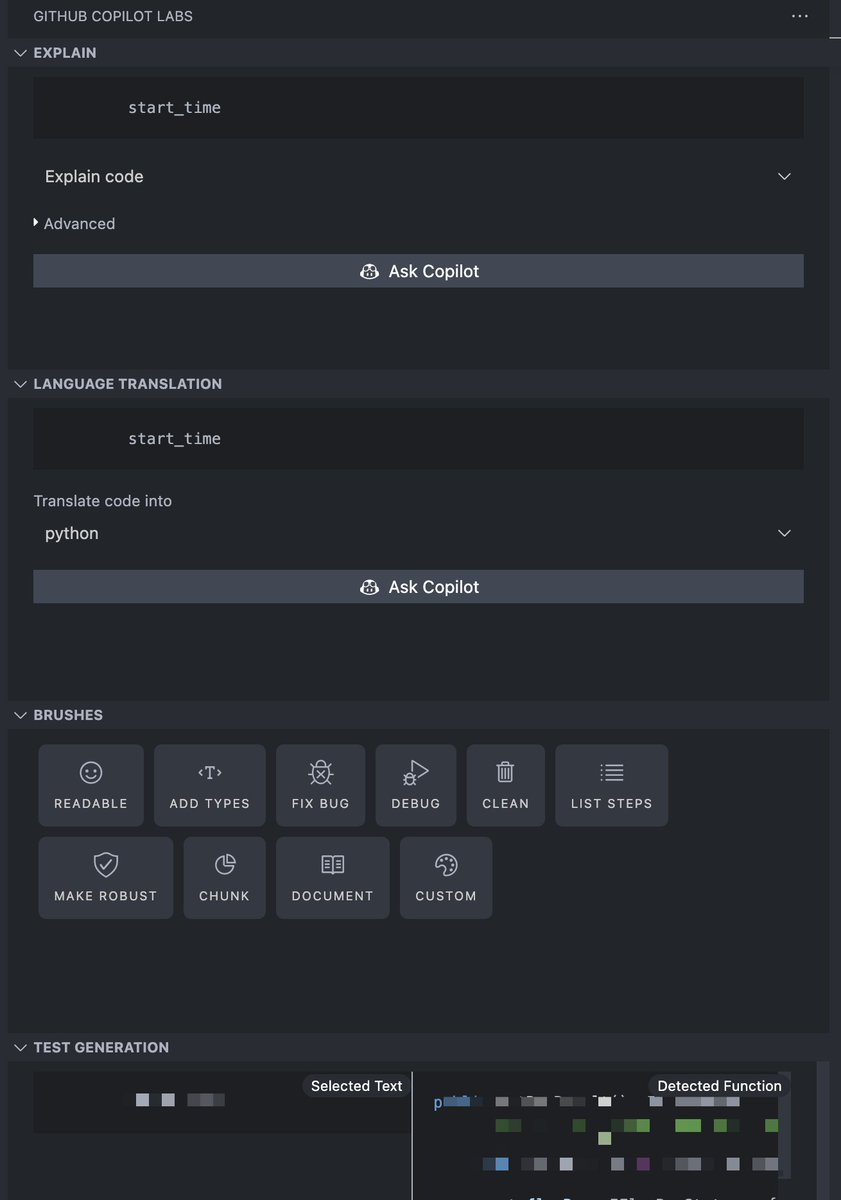 GITHUB COPILOT LABS
EXPLAIN
start_time
Explain code
Advanced
Ask Copilot
LANGUAGE TRANSLATION
start_time
Translate code into
python
Ask Copilot
BRUSHES
READABLE ADD TYPES FIX BUG DEBUG CLEAN LIST STEPS
MAKE ROBUST CHUNK DOCUMENT CUSTOM
TEST GENERATION
Selected Text Detected Function